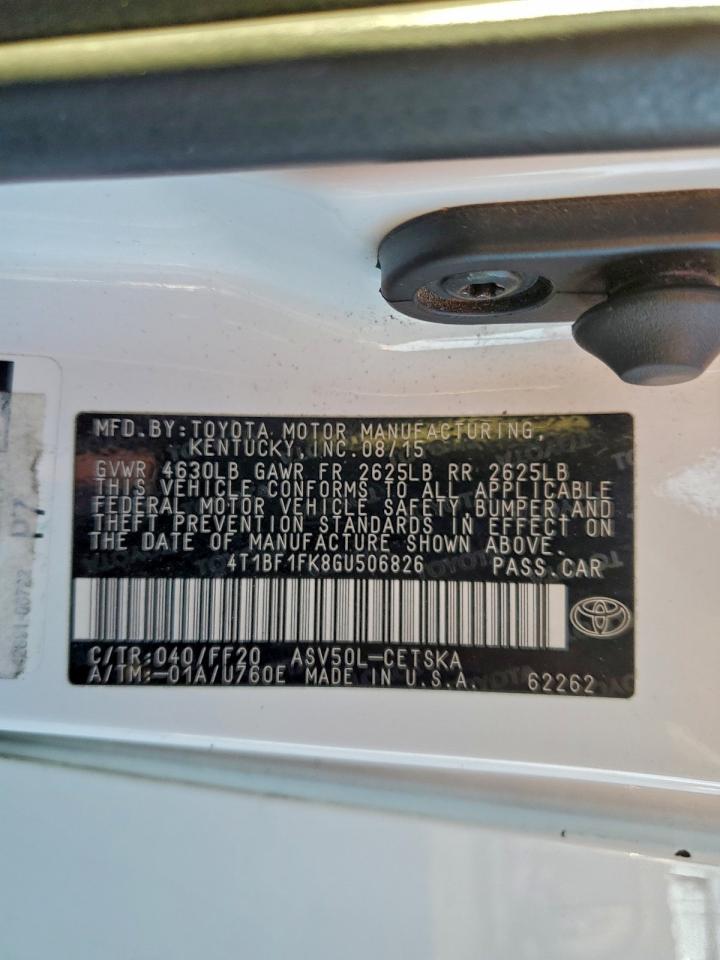 MFD.BY:TOYOTA MOTOR MANUFACTURING,
KENTUCKY, INC.08/15
GVWR 4630LB GAWR FR 2625LB RR 2625LB
THIS VEHICLE CONFORMS TO ALL APPLICABLE
FEDERAL MOTOR VEHICLE SAFETY,BUMPER,AND
THEFT PREVENTION STANDARDS IN EFFECT ON
THE DATE OF MANUFACTURE SHOWN ABOVE.
4T1BF1FK8GU506826 PASS.CAR
C/TR:040/FF20 ASV50L-CETSKA
A/TM:-01A/U760E MADE IN U.S.A. 62262